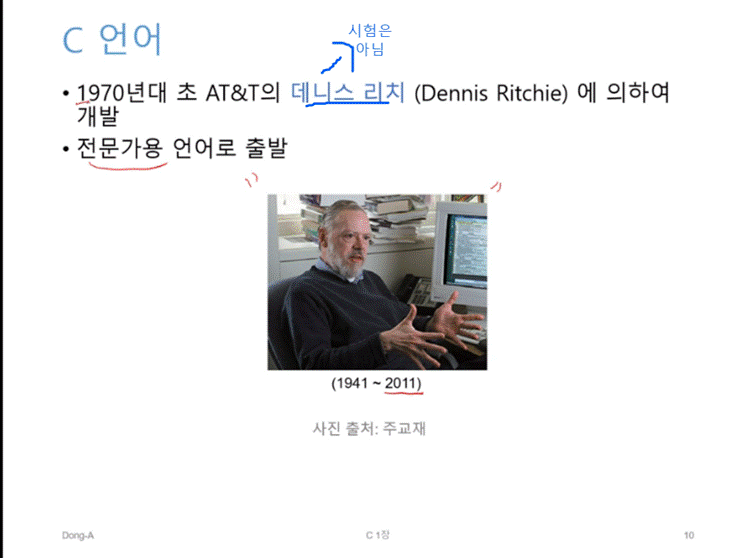 C 언어
시험은
아님
• 1970년대 초 AT&T의 데니스 리치 (Dennis Ritchie) 에 의하여
개발
• 전문가용 언어로 출발
(1941 ~ 2011)
사진 출처: 주교재
Dong-A
C 1장
10